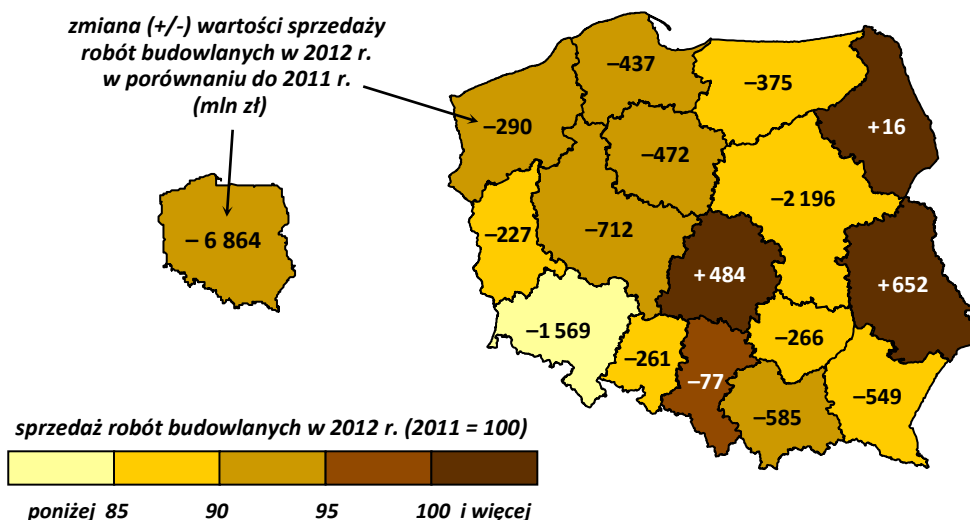 zmiana (+/-) wartości sprzedaży
robót budowlanych w 2012 r.
w porównaniu do 2011 r.
(mln zł)
– 6 864
–437
–375
–290
+16
–472
–2 196
–227
–712
+ 484
+ 652
–1 569
–266
–261
–77
–549
–585
sprzedaż robót budowlanych w 2012 r. (2011 = 100)
poniżej 85 90 95 100 i więcej